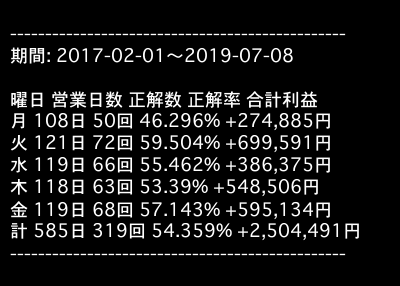 ------------------------------------------------
期間: 2017-02-01〜2019-07-08
曜日 営業日数 正解数 正解率 合計利益
月 108日 50回 46.296% +274,885円
火 121日 72回 59.504% +699,591円
水 119日 66回 55.462% +386,375円
木 118日 63回 53.39% +548,506円
金 119日 68回 57.143% +595,134円
計 585日 319回 54.359% +2,504,491円
------------------------------------------------